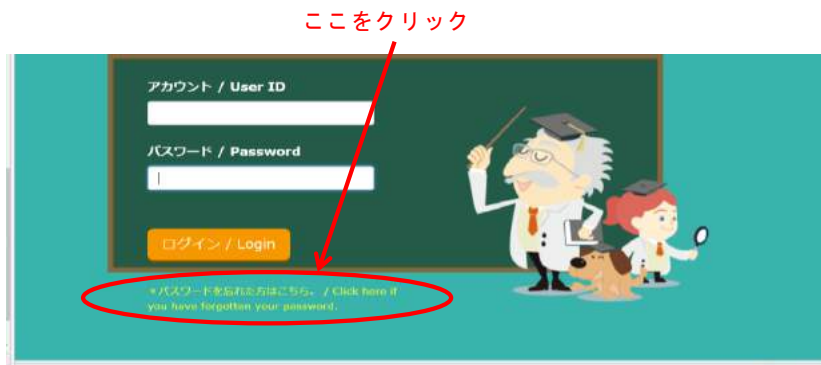 ここをクリック
アカウント / User ID
パスワード / Password
ログイン / Login
*パスワードを忘れた方はこちら。 / Click here if
you have forgotten your password.